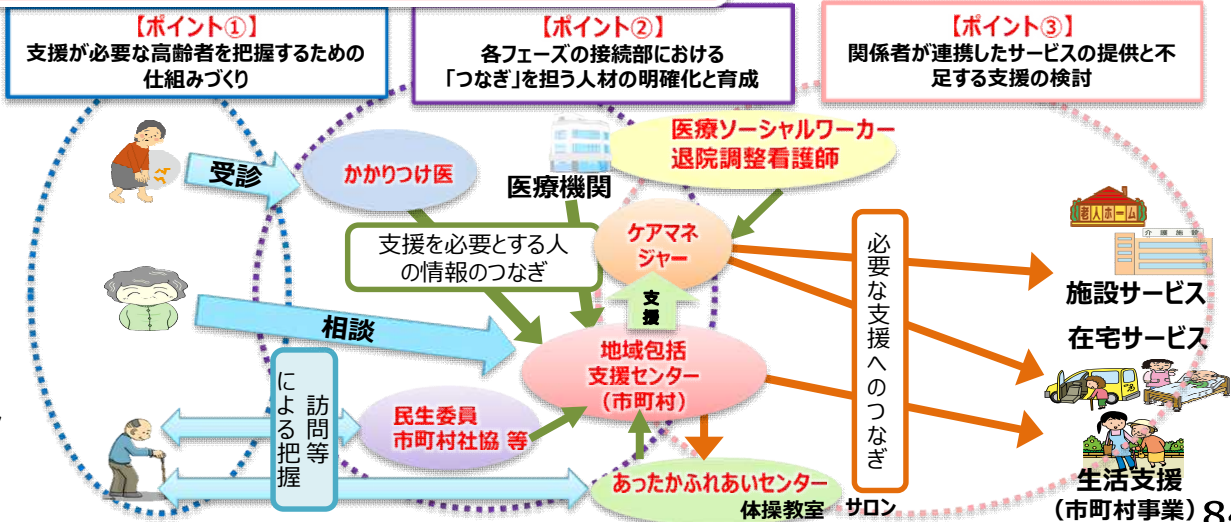 【ポイント①】
支援が必要な高齢者を把握するための
仕組みづくり
【ポイント②】
各フェーズの接続部における
「つなぎ」を担う人材の明確化と育成
【ポイント③】
関係者が連携したサービスの提供と不
足する支援の検討
受診
かかりつけ医
医療機関
医療ソーシャルワーカー
退院調整看護師
支援を必要とする人
の情報のつなぎ
ケアマネ
ジャー
支援
相談
地域包括
支援センター
（市町村）
訪問等
による把握
民生委員
市町村社協 等
あったかふれあいセンター
体操教室 サロン
必要な支援へのつなぎ
老人ホーム
介護施設
施設サービス
在宅サービス
生活支援
（市町村事業）